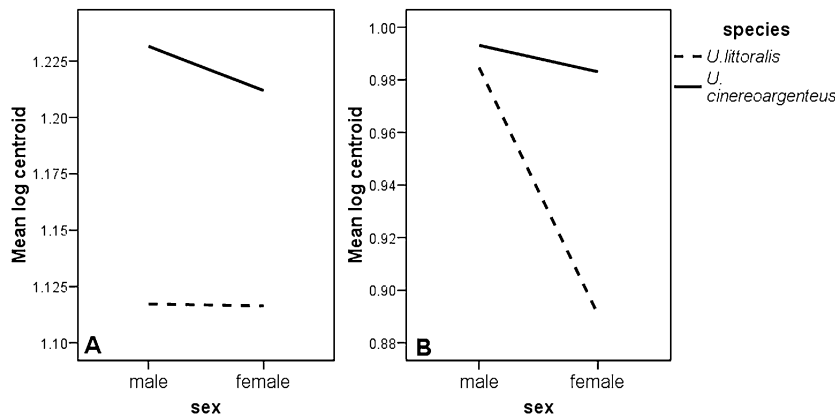 Mean log centroid
1.225
1.20
1.175
1.15
1.125
1.10
A
male female
sex
Mean log centroid
1.00
0.98
0.96
0.94
0.92
0.90
0.88
B
male female
sex
species
U.littoralis
U.
cinereoargenteus